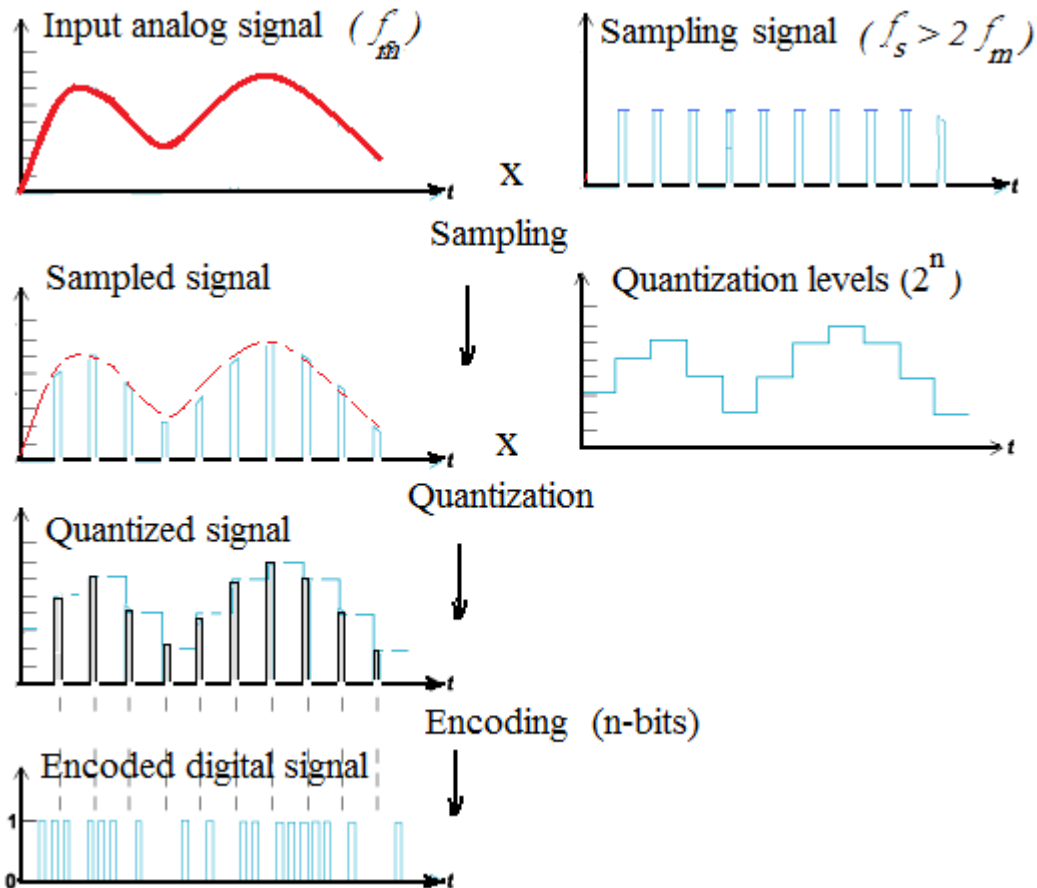 Input analog signal (fm)
Sampling signal (fs > 2 fm)
t
X
t
Sampling
Sampled signal
Quantization levels (2^n)
t
X
t
Quantization
Quantized signal
t
Encoding (n-bits)
Encoded digital signal
1
0
t